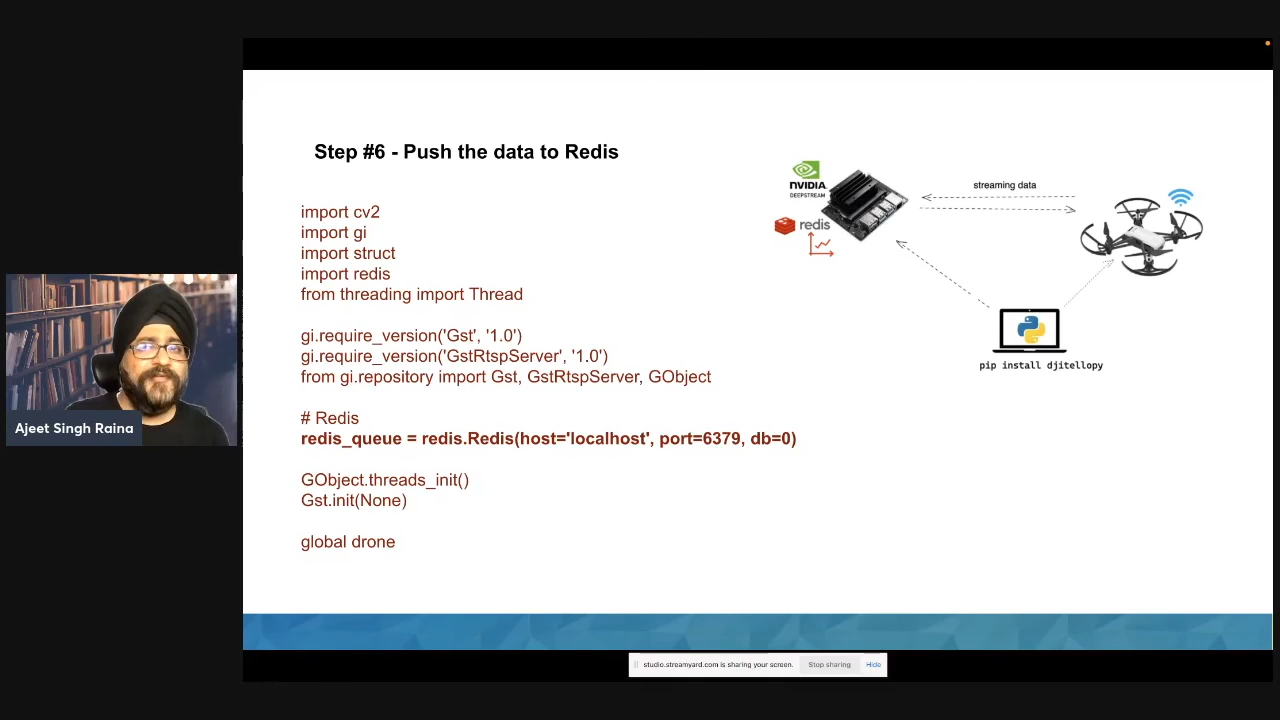 Step #6 - Push the data to Redis
import cv2
import gi
import struct
import redis
from threading import Thread
gi.require_version('Gst', '1.0')
gi.require_version('GstRtspServer', '1.0')
from gi.repository import Gst, GstRtspServer, GObject
# Redis
redis_queue = redis.Redis(host='localhost', port=6379, db=0)
GObject.threads_init()
Gst.init(None)
global drone
NVIDIA.
DEEPSTREAM
redis
streaming data
pip install djitellopy
Ajeet Singh Raina
studio.streamyard.com is sharing your screen.
Stop sharing
Hide